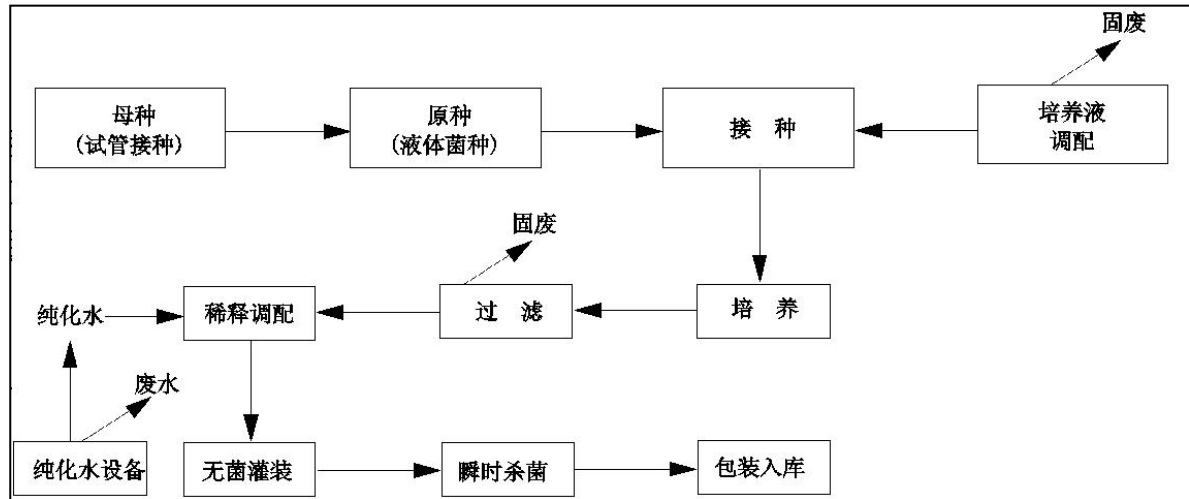 固废
母种
(试管接种)
原种
(液体菌种)
接 种
培养液
调配
固废
纯化水
稀释调配
过 滤
培 养
废水
纯化水设备
无菌灌装
瞬时杀菌
包装入库